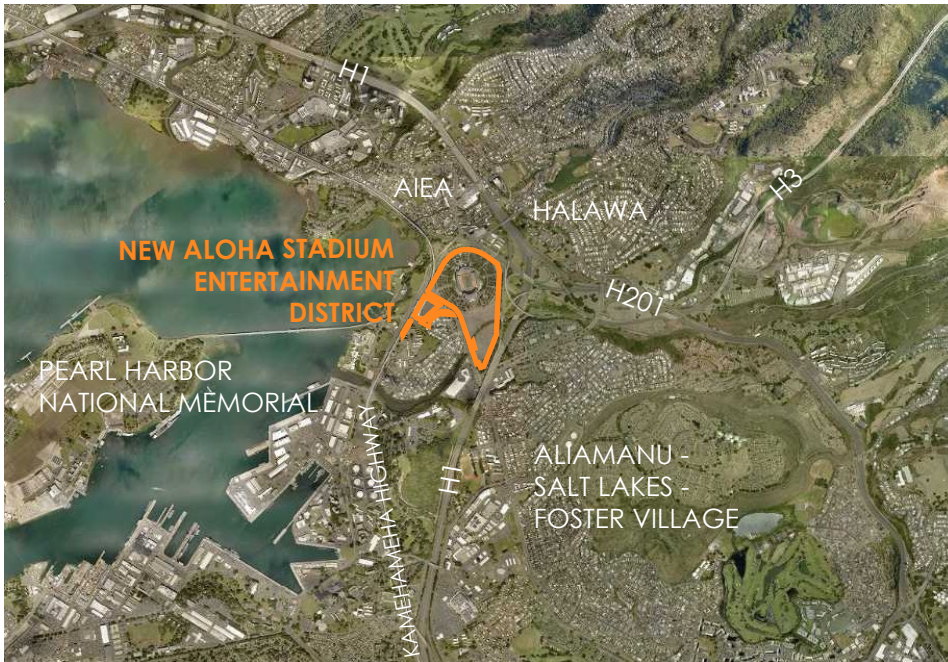 H1
AIEA
HALAWA
H3
NEW ALOHA STADIUM
ENTERTAINMENT
DISTRICT
H201
PEARL HARBOR
NATIONAL MEMORIAL
KAMEHAMEHA HIGHWAY
H1
ALIAMANU -
SALT LAKES -
FOSTER VILLAGE